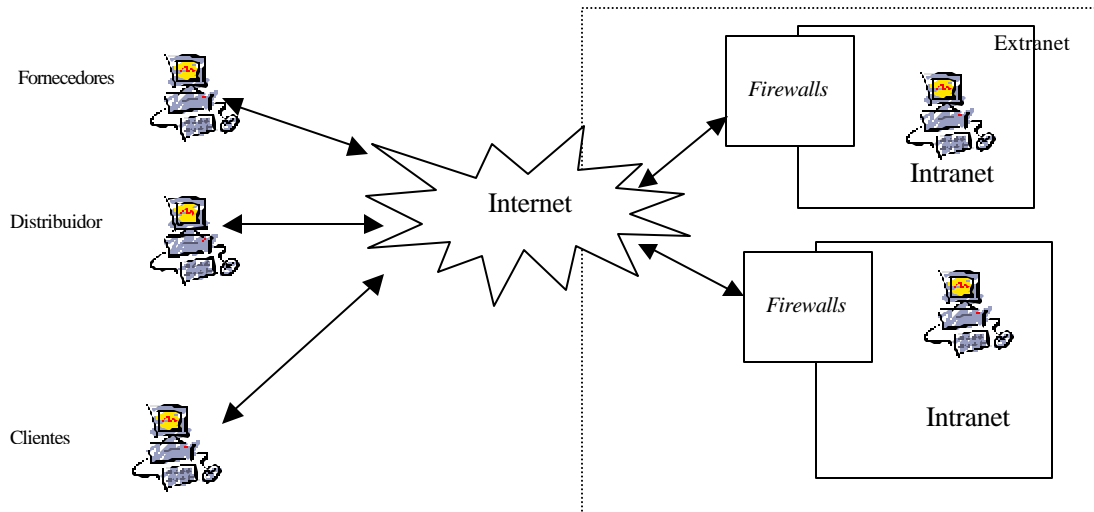 Extranet
Fornecedores
Firewalls
Intranet
Internet
Distribuidor
Firewalls
Intranet
Clientes